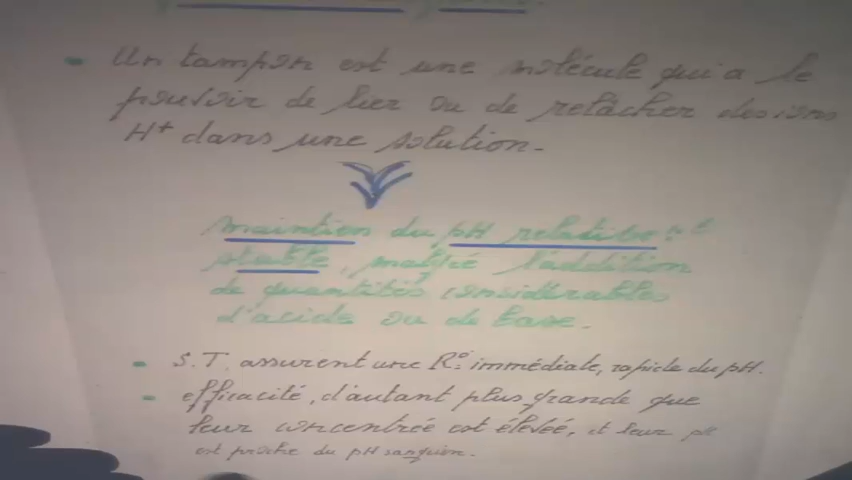 Un tampon est une molécule qui a le
pouvoir de lier ou de relâcher des ions
H+ dans une solution.
maintien du pH relative
stable, malgré l'addition
de quantités considérables
d'acide ou de base.
S.T. assurent une R°: immédiate, rapide du pH.
efficacité, d'autant plus grande que
leur concentrée est élevée, et leur pK
est proche du pH sanguin.